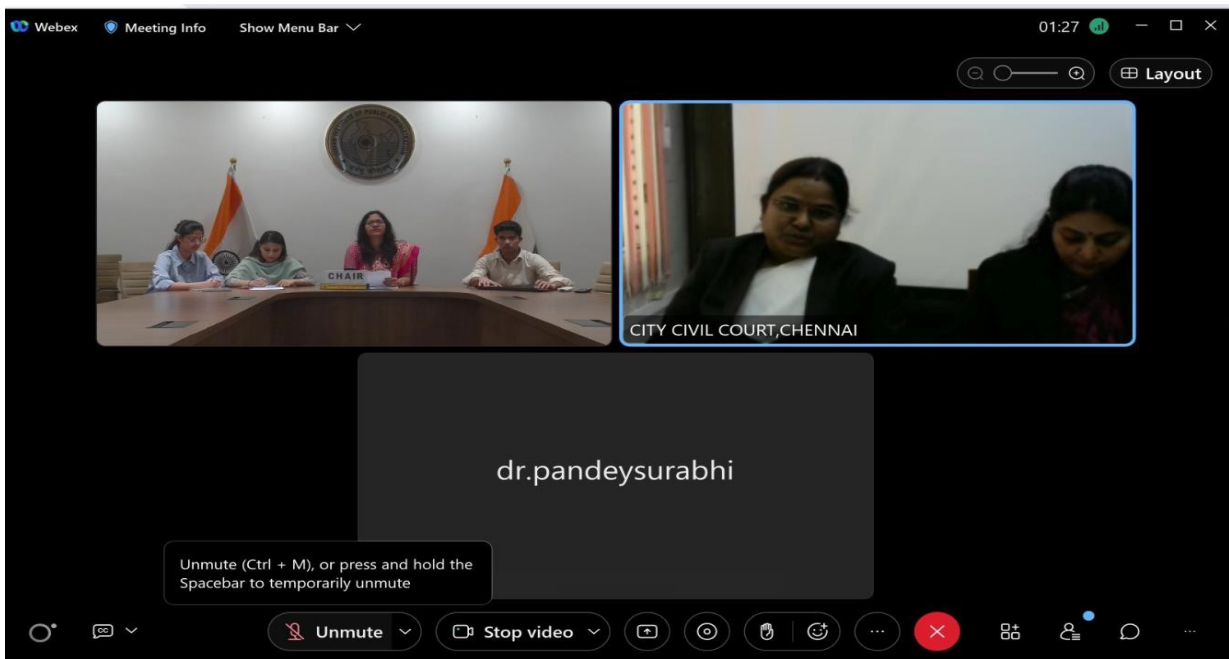 Webex
Meeting Info
Show Menu Bar
01:27
Layout
CHAIR
CITY CIVIL COURT,CHENNAI
dr.pandeysurabhi
Unmute (Ctrl + M), or press and hold the
Spacebar to temporarily unmute
CC
Unmute
Stop video